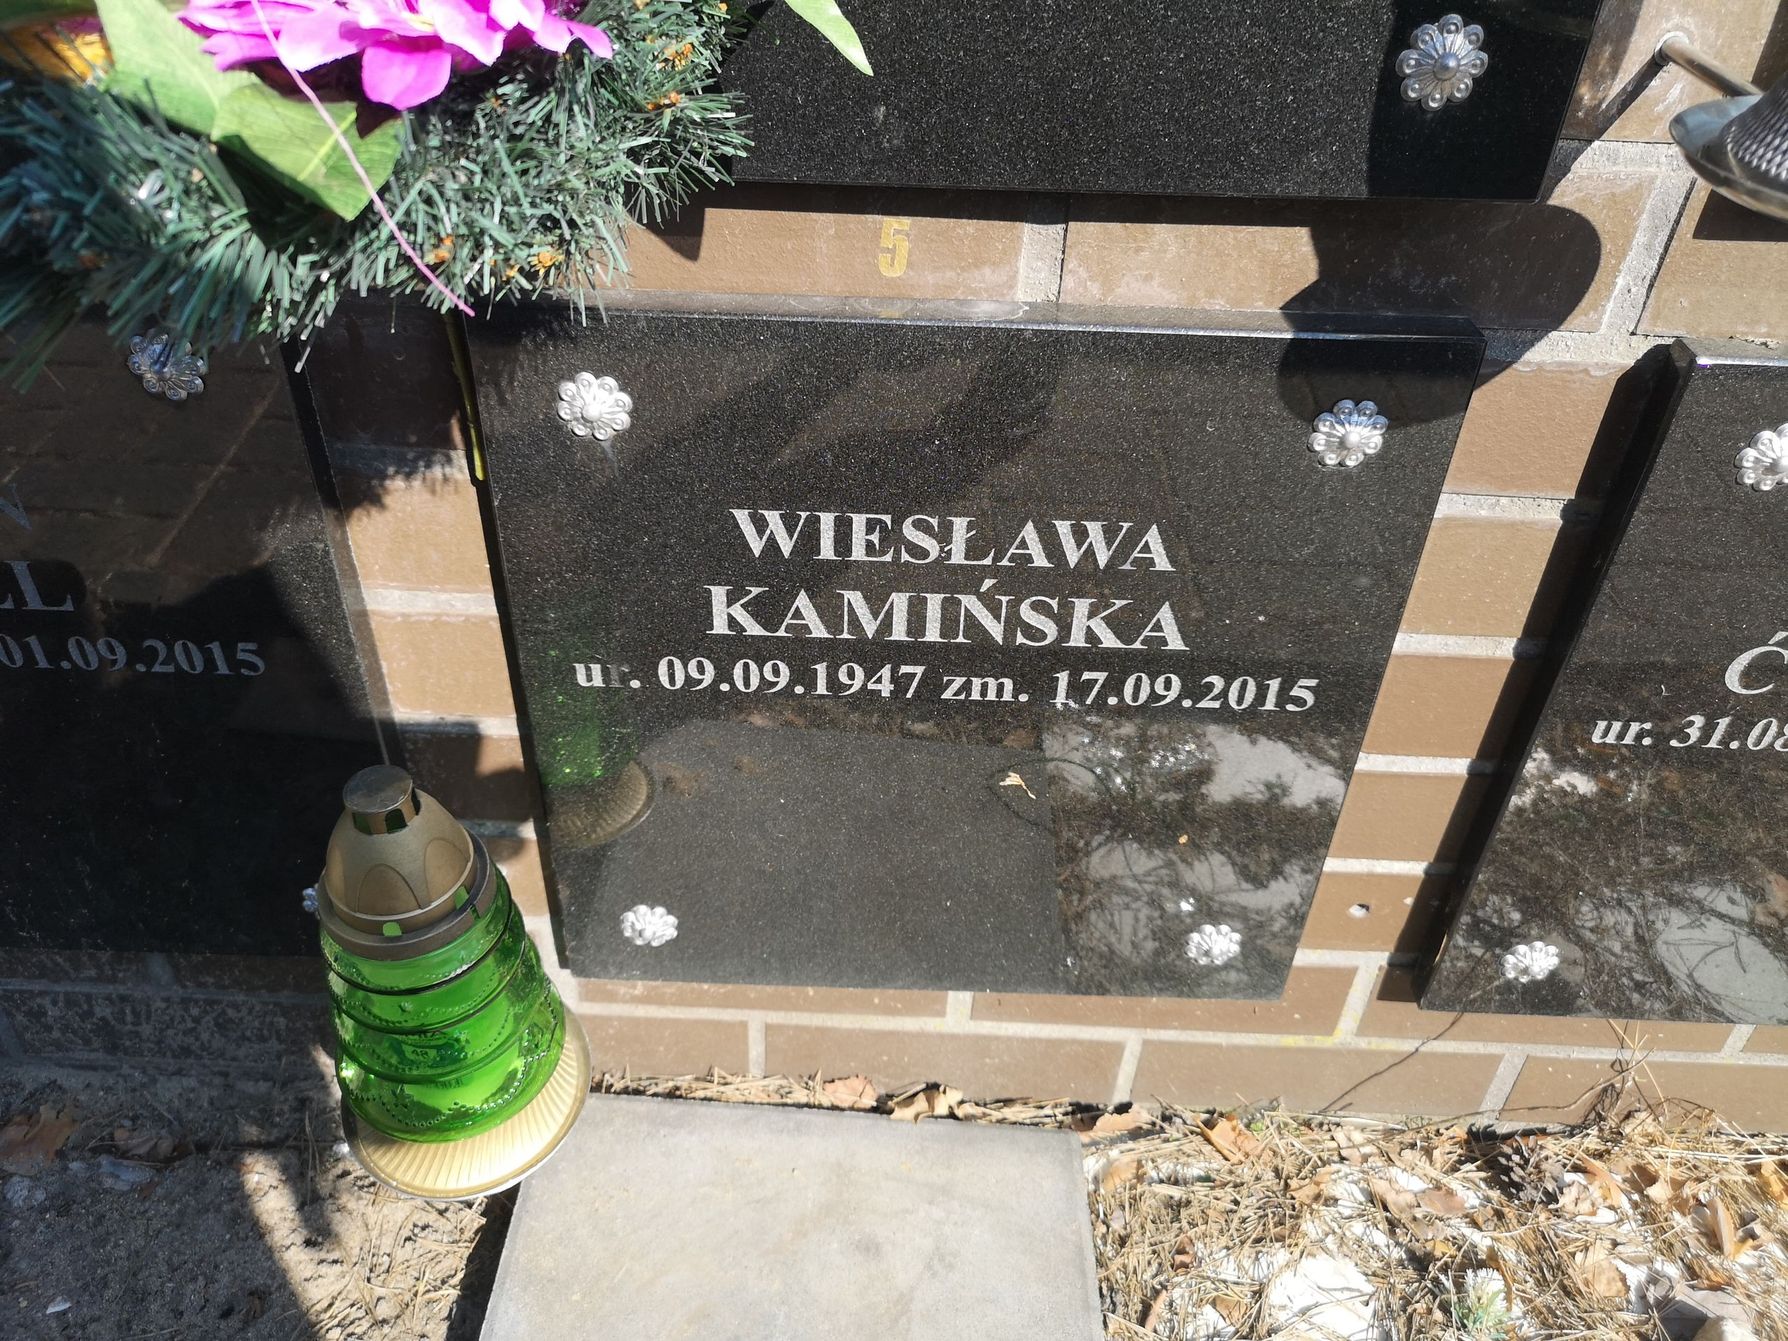 5
WIESŁAWA
KAMIŃSKA
ur. 09.09.1947 zm. 17.09.2015
01.09.2015
ur. 31.08